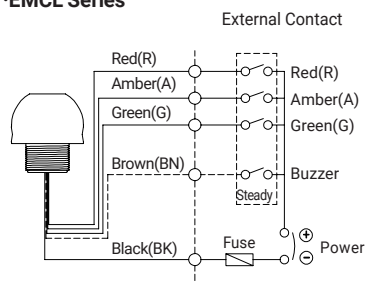 •EMCL Series
External Contact
Red(R) Red(R)
Amber(A) Amber(A)
Green(G) Green(G)
Brown(BN) Buzzer
Steady
Black(BK) Fuse Power